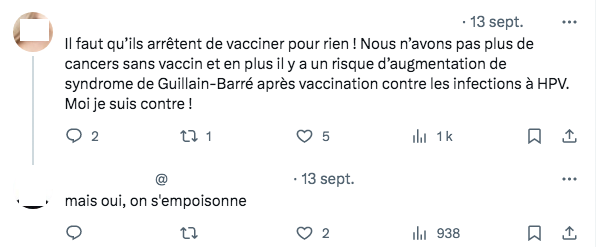 · 13 sept.
Il faut qu’ils arrêtent de vacciner pour rien ! Nous n’avons pas plus de
cancers sans vaccin et en plus il y a un risque d’augmentation de
syndrome de Guillain-Barré après vaccination contre les infections à HPV.
Moi je suis contre !
2 1 5 1 k
@ · 13 sept.
mais oui, on s'empoisonne
2 938